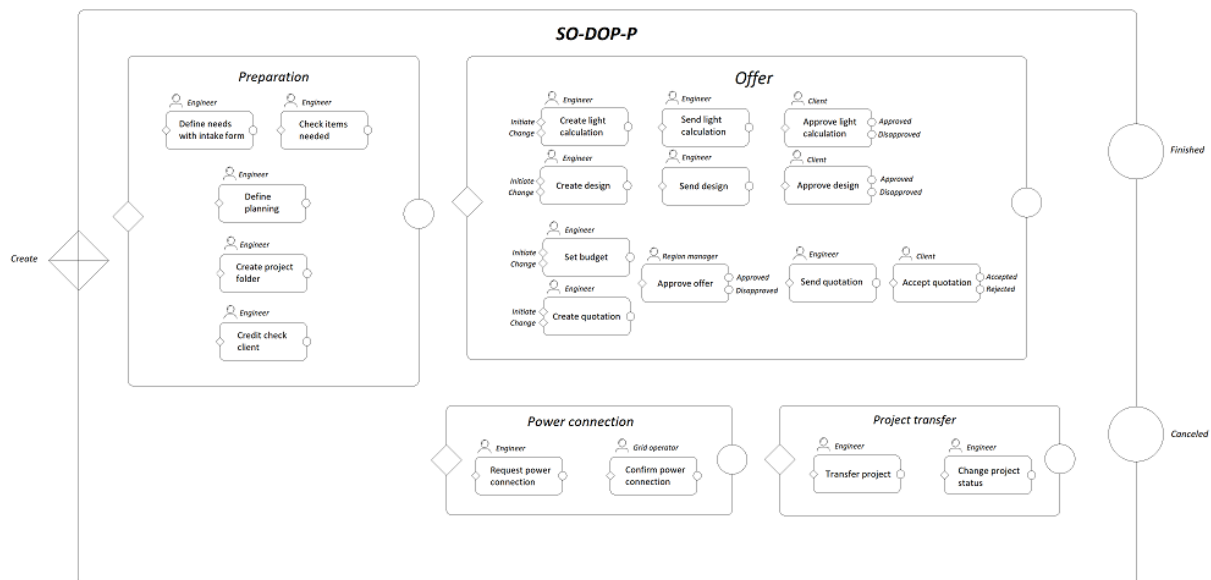 SO-DOP-P
Preparation
Engineer
Engineer
Define needs
with intake form
Check items
needed
Engineer
Define
planning
Engineer
Create project
folder
Engineer
Credit check
client
Create
Offer
Engineer
Engineer
Client
Initiate
Change
Create light
calculation
Send light
calculation
Approve light
calculation
Approved
Disapproved
Engineer
Engineer
Client
Initiate
Change
Create design
Send design
Approve design
Approved
Disapproved
Engineer
Initiate
Change
Set budget
Region manager
Approve offer
Approved
Disapproved
Engineer
Send quotation
Client
Accept quotation
Accepted
Rejected
Engineer
Initiate
Change
Create quotation
Finished
Power connection
Engineer
Request power
connection
Grid operator
Confirm power
connection
Project transfer
Engineer
Transfer project
Engineer
Change project
status
Canceled